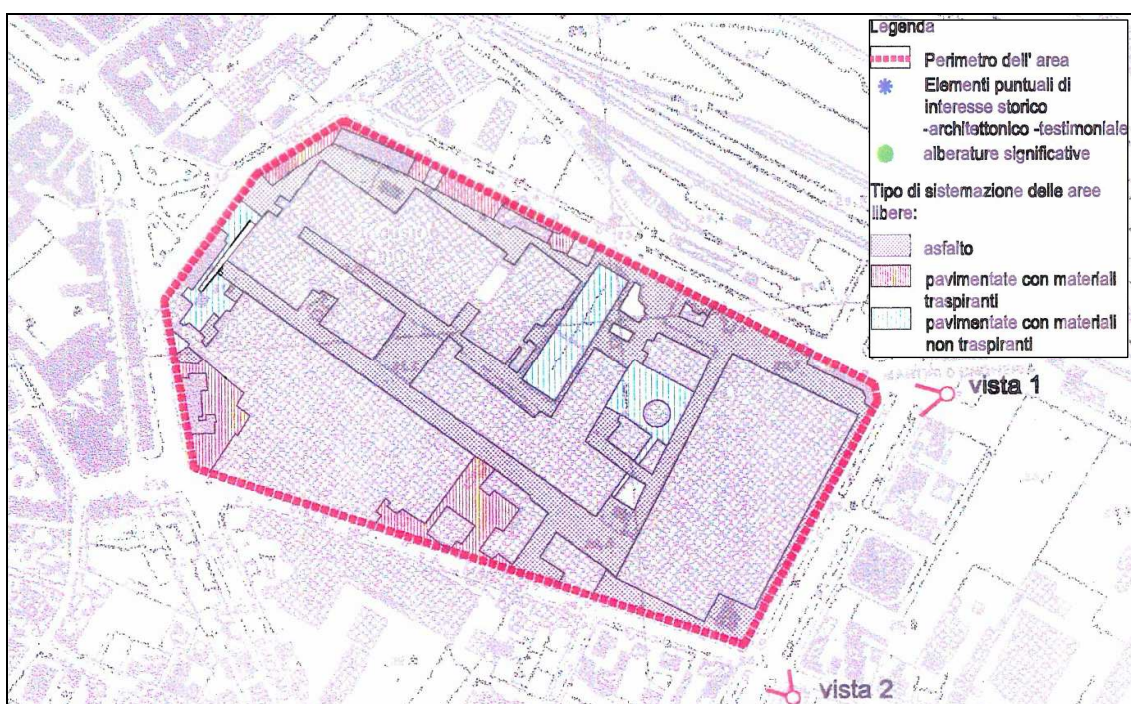 Legenda
Perimetro dell' area
Elementi puntuali di
interesse storico
-architettonico -testimoniale
alberature significative
Tipo di sistemazione delle aree
libere:
asfalto
pavimentate con materiali
traspiranti
pavimentate con materiali
non traspiranti
vista 1
vista 2